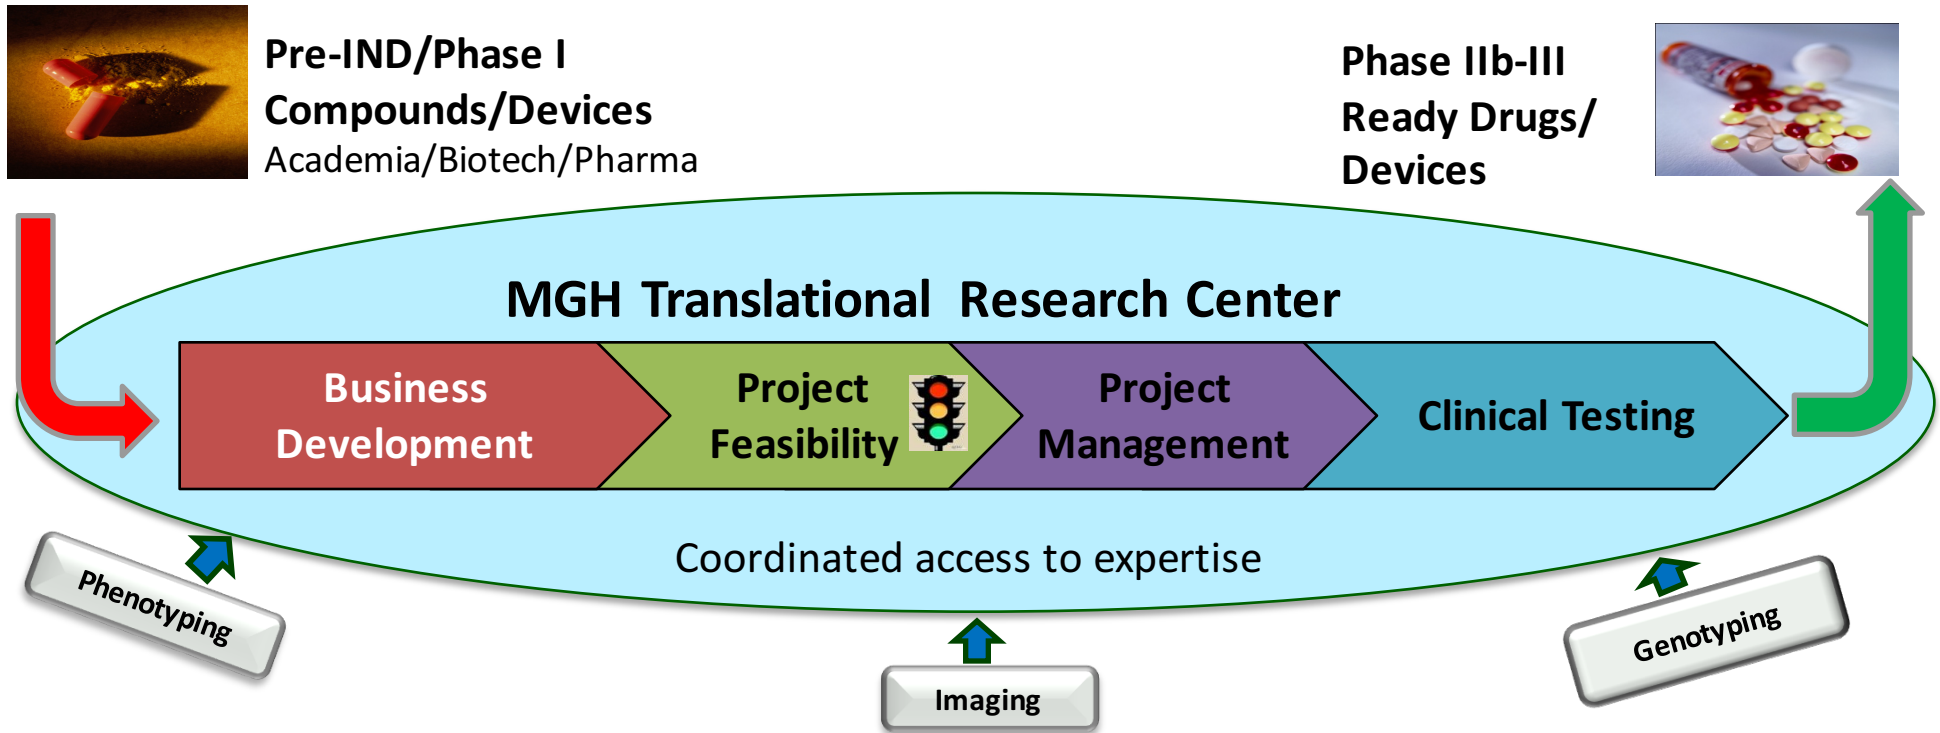 Pre-IND/Phase I
Compounds/Devices
Academia/Biotech/Pharma
Phase IIb-III
Ready Drugs/
Devices
MGH Translational Research Center
Business
Development
Project
Feasibility
Project
Management
Clinical Testing
Coordinated access to expertise
Phenotyping
Imaging
Genotyping